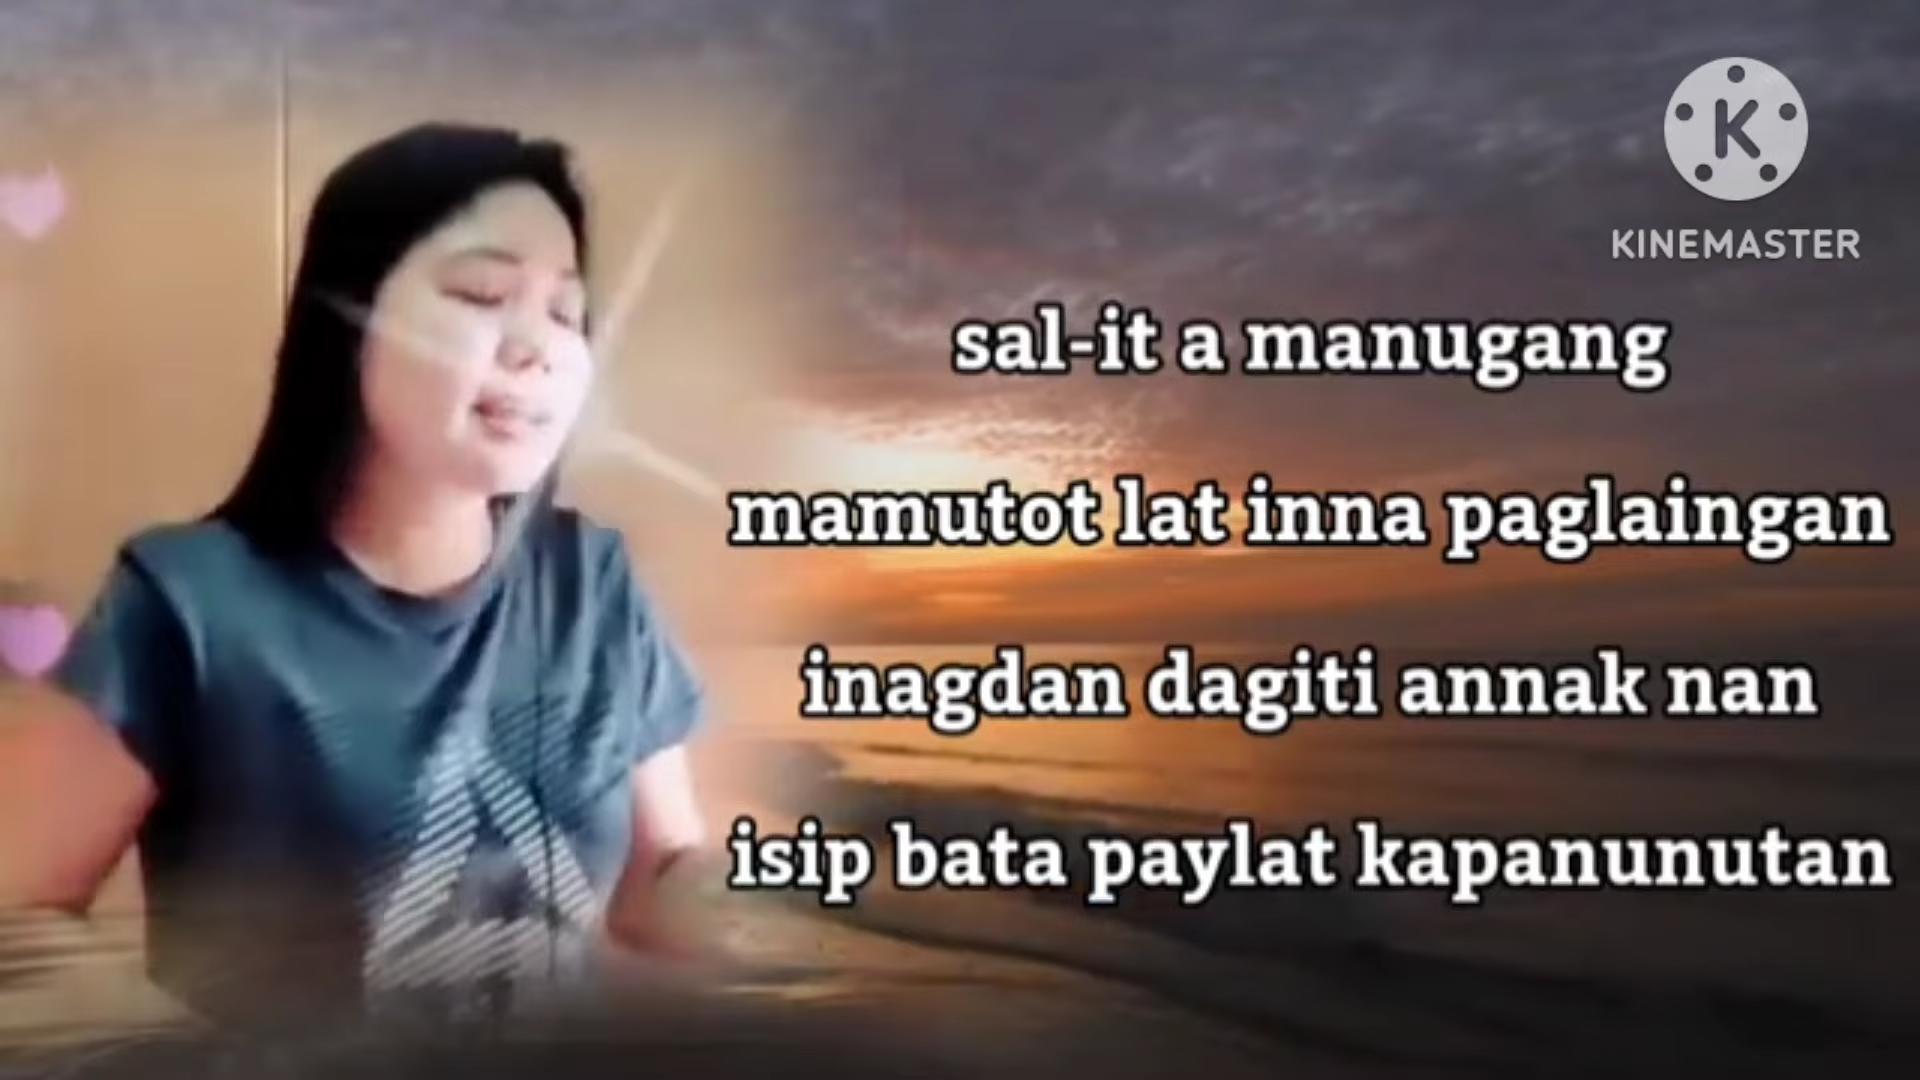 K
KINEMASTER
sal-it a manugang
mamutot lat inna paglaingan
inagdan dagiti annak nan
isip bata paylat kapanunutan